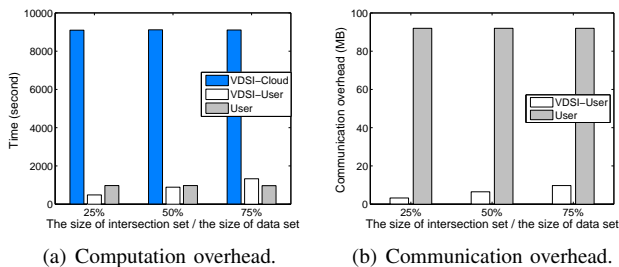 10000
8000
6000
4000
2000
0
Time (second)
VDSI−Cloud
VDSI−User
User
25% 50% 75%
The size of intersection set / the size of data set
(a) Computation overhead.
100
80
60
40
20
0
Communication overhead (MB)
VDSI−User
User
25% 50% 75%
The size of intersection set / the size of data set
(b) Communication overhead.